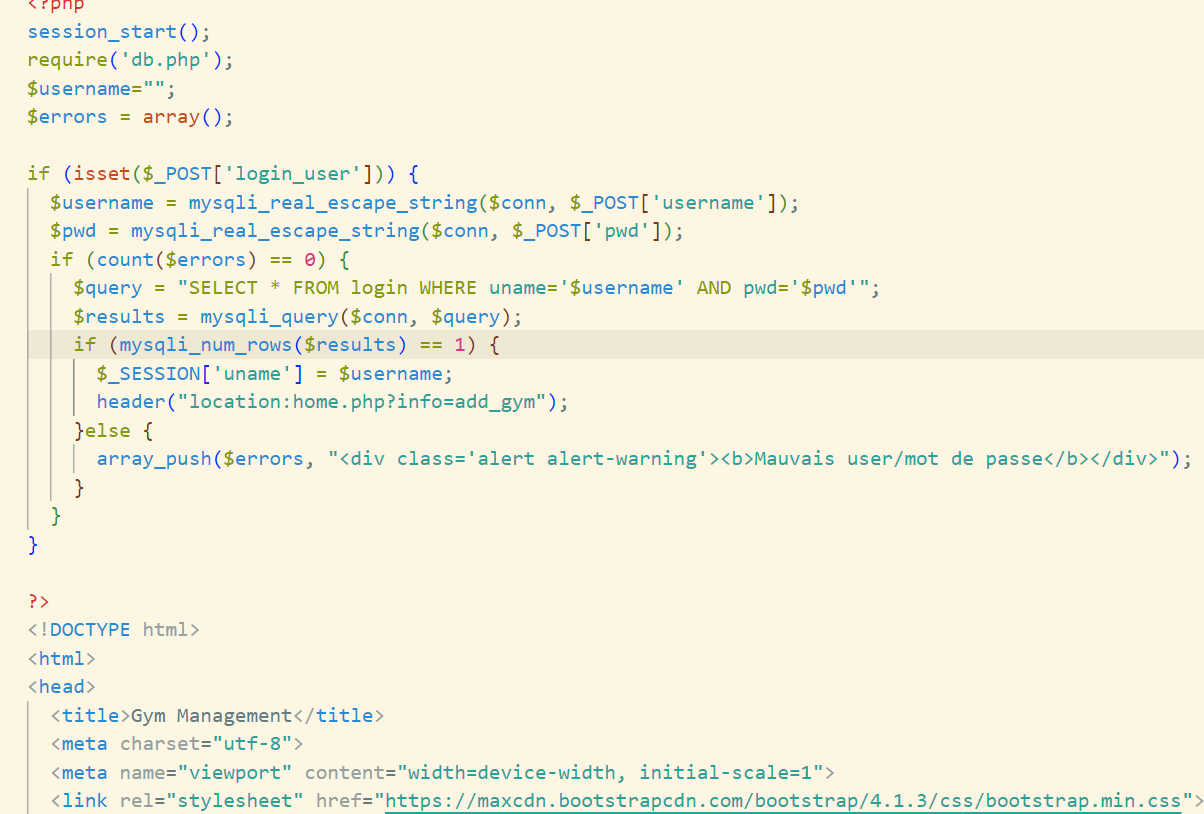 <?php
session_start();
require('db.php');
$username="";
$errors = array();
if (isset($_POST['login_user'])) {
$username = mysqli_real_escape_string($conn, $_POST['username']);
$pwd = mysqli_real_escape_string($conn, $_POST['pwd']);
if (count($errors) == 0) {
$query = "SELECT * FROM login WHERE uname='$username' AND pwd='$pwd'";
$results = mysqli_query($conn, $query);
if (mysqli_num_rows($results) == 1) {
$_SESSION['uname'] = $username;
header("location:home.php?info=add_gym");
}else {
array_push($errors, "<div class='alert alert-warning'><b>Mauvais user/mot de passe</b></div>");
}
}
}
?>
<!DOCTYPE html>
<html>
<head>
<title>Gym Management</title>
<meta charset="utf-8">
<meta name="viewport" content="width=device-width, initial-scale=1">
<link rel="stylesheet" href="https://maxcdn.bootstrapcdn.com/bootstrap/4.1.3/css/bootstrap.min.css">